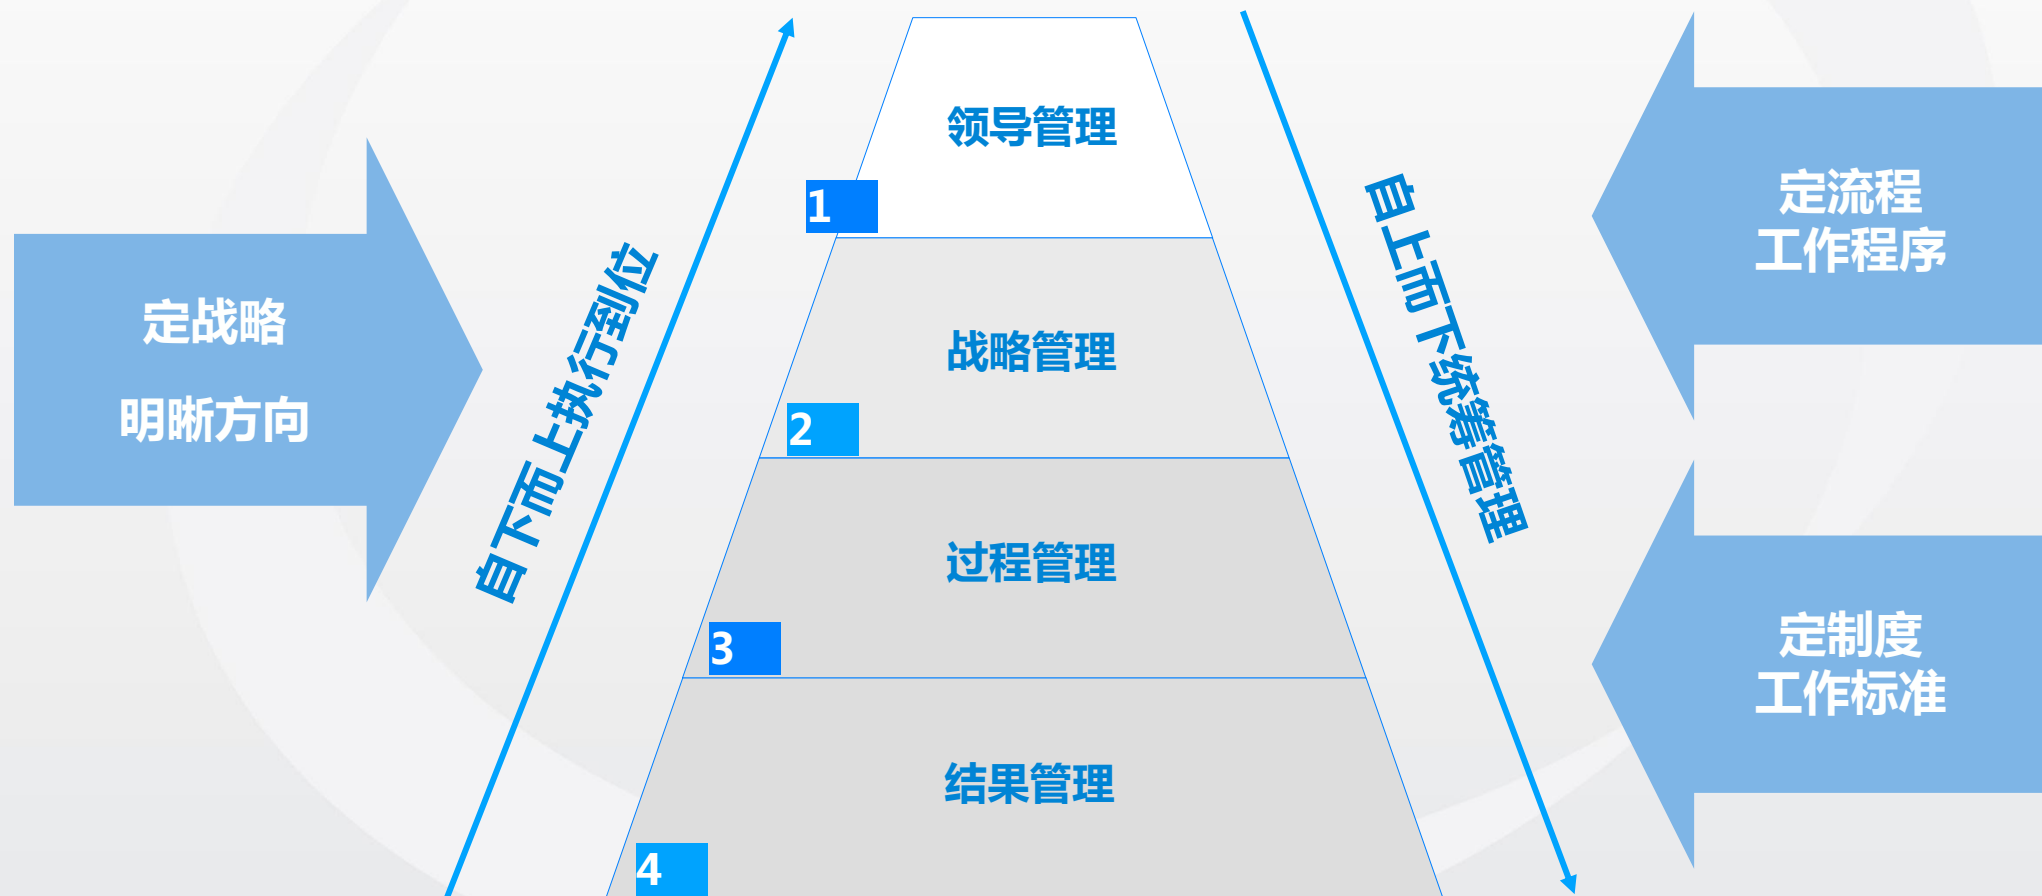 定战略
明晰方向
自下而上执行到位
领导管理
1
战略管理
2
过程管理
3
结果管理
4
自上而下统筹管理
定流程
工作程序
定制度
工作标准